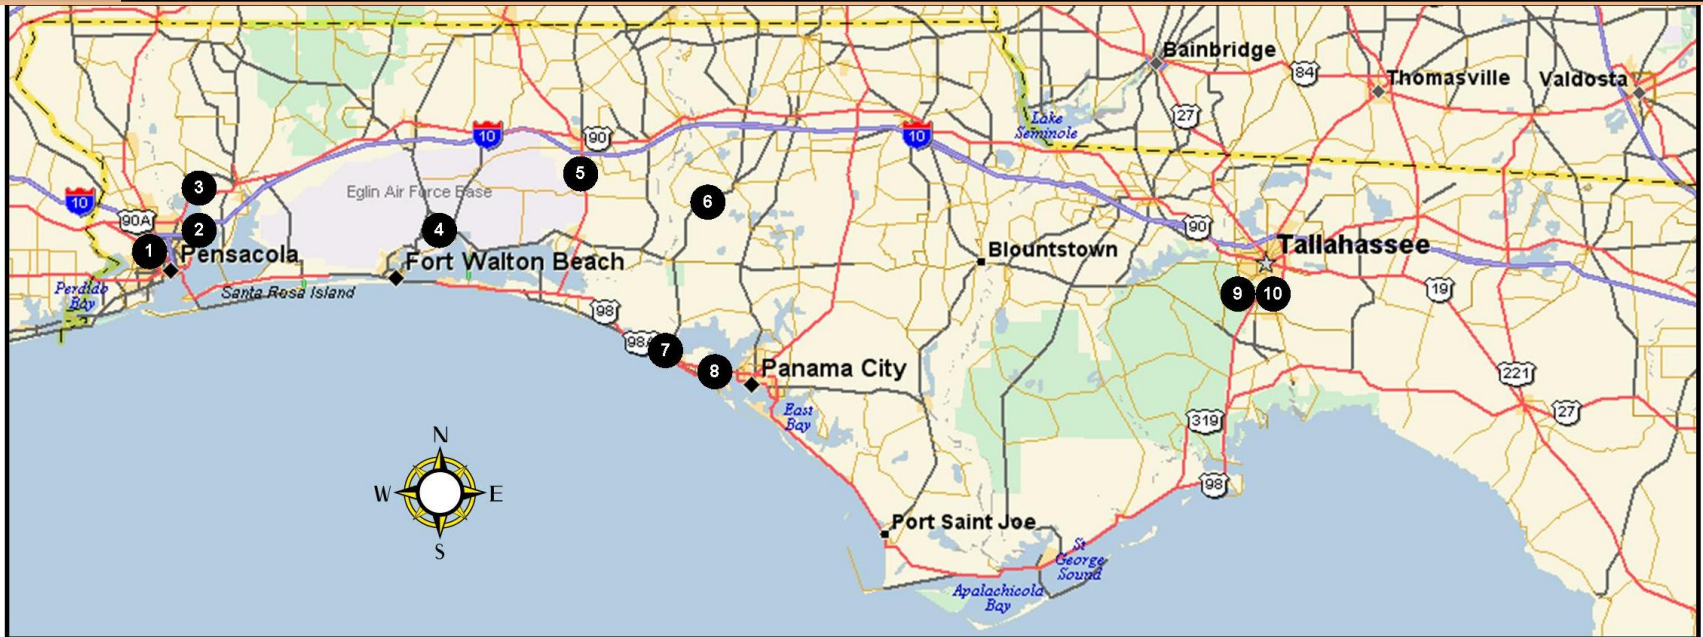 Bainbridge
84
Thomasville
Valdosta
27
Lake
Seminole
10
90
10
5
Eglin Air Force Base
3
10
6
90A
2
4
90
1
Pensacola
Fort Walton Beach
Blountstown
Tallahassee
Perdido
Bay
Santa Rosa Island
9
10
19
98
98A
7
8
Panama City
221
East
Bay
27
319
N
W
E
S
98
Port Saint Joe
St
George
Sound
Apalachicola
Bay